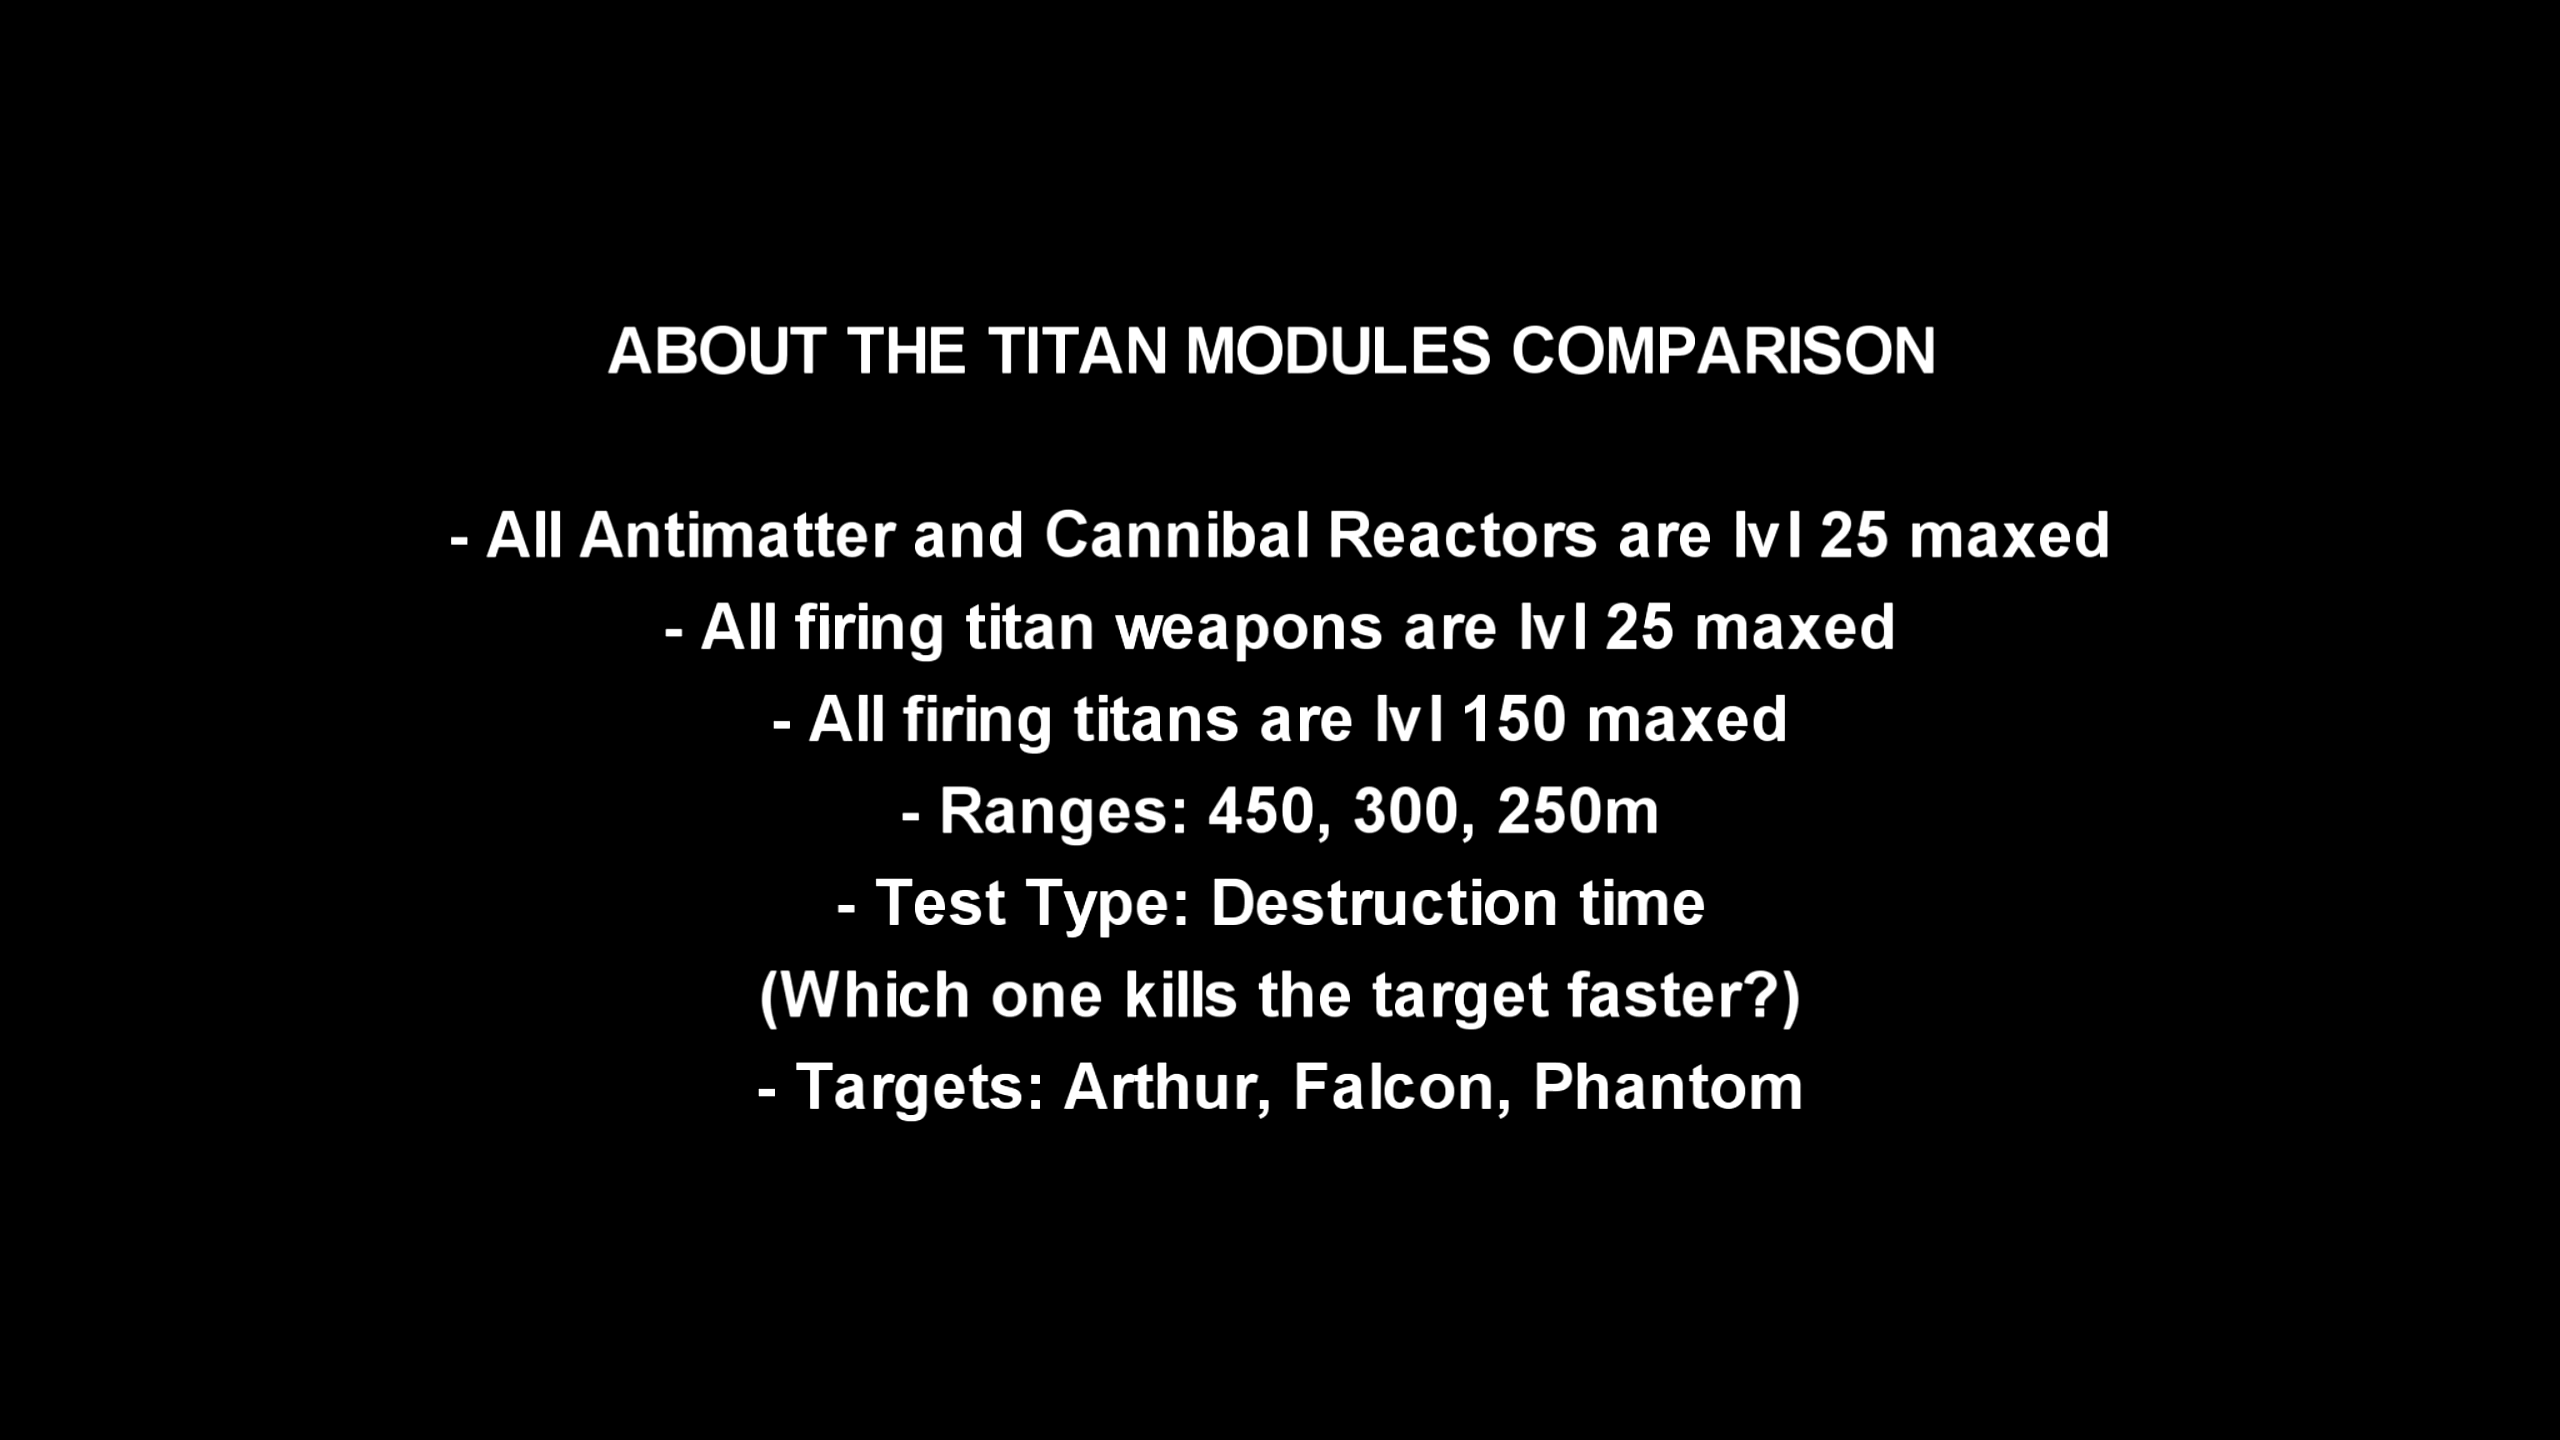 ABOUT THE TITAN MODULES COMPARISON
- All Antimatter and Cannibal Reactors are lvl 25 maxed
- All firing titan weapons are lvl 25 maxed
- All firing titans are lvl 150 maxed
- Ranges: 450, 300, 250m
- Test Type: Destruction time
(Which one kills the target faster?)
- Targets: Arthur, Falcon, Phantom